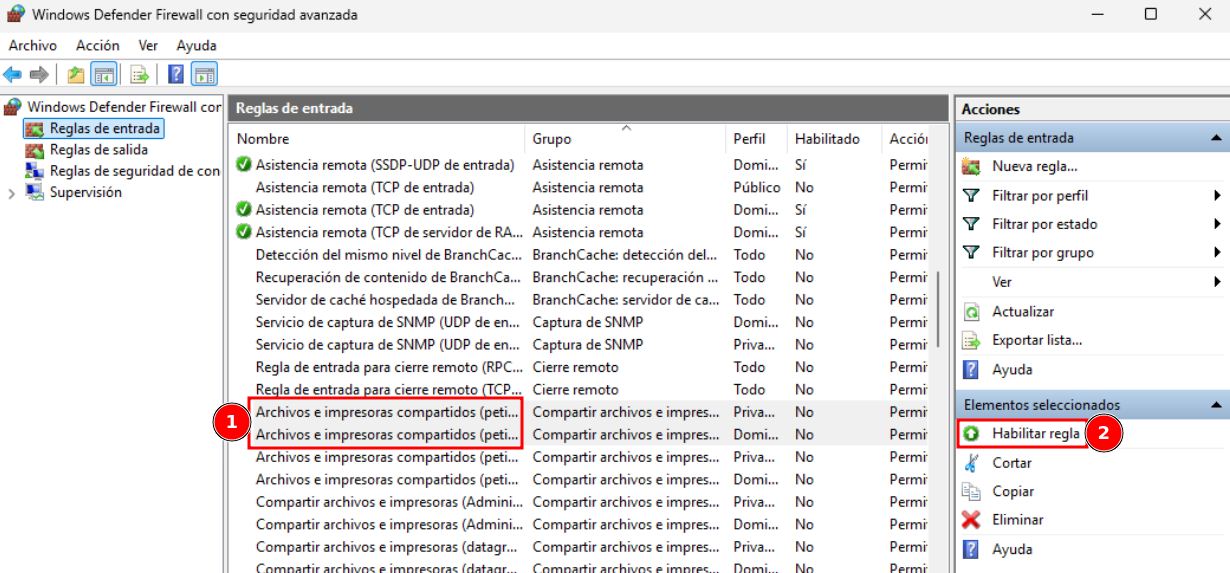 Windows Defender Firewall con seguridad avanzada
Archivo Acción Ver Ayuda
Windows Defender Firewall con
Reglas de entrada
Reglas de salida
Reglas de seguridad de con
Supervisión
Reglas de entrada
Nombre Grupo Perfil Habilitado Acción
Asistencia remota (SSDP-UDP de entrada) Asistencia remota Domi... Sí Permi
Asistencia remota (TCP de entrada) Asistencia remota Público No Permi
Asistencia remota (TCP de entrada) Asistencia remota Domi... Sí Permi
Asistencia remota (TCP de servidor de RA... Asistencia remota Domi... Sí Permi
Detección del mismo nivel de BranchCac... BranchCache: detección del... Todo No Permi
Recuperación de contenido de BranchCa... BranchCache: recuperación ... Todo No Permi
Servidor de caché hospedada de Branch... BranchCache: servidor de ca... Todo No Permi
Servicio de captura de SNMP (UDP de en... Captura de SNMP Domi... No Permi
Servicio de captura de SNMP (UDP de en... Captura de SNMP Priva... No Permi
Regla de entrada para cierre remoto (RPC... Cierre remoto Todo No Permi
Regla de entrada para cierre remoto (TCP... Cierre remoto Todo No Permi
1
Archivos e impresoras compartidos (peti... Compartir archivos e impres... Priva... No Permi
Archivos e impresoras compartidos (peti... Compartir archivos e impres... Domi... No Permi
Archivos e impresoras compartidos (peti... Compartir archivos e impres... Priva... No Permi
Archivos e impresoras compartidos (peti... Compartir archivos e impres... Domi... No Permi
Compartir archivos e impresoras (Admini... Compartir archivos e impres... Priva... No Permi
Compartir archivos e impresoras (Admini... Compartir archivos e impres... Domi... No Permi
Compartir archivos e impresoras (datagr... Compartir archivos e impres... Priva... No Permi
Compartir archivos e impresoras (datagr... Compartir archivos e impres... Domi... No Permi
Acciones
Reglas de entrada
Nueva regla...
Filtrar por perfil
Filtrar por estado
Filtrar por grupo
Ver
Actualizar
Exportar lista...
Ayuda
Elementos seleccionados
Habilitar regla 2
Cortar
Copiar
Eliminar
Ayuda